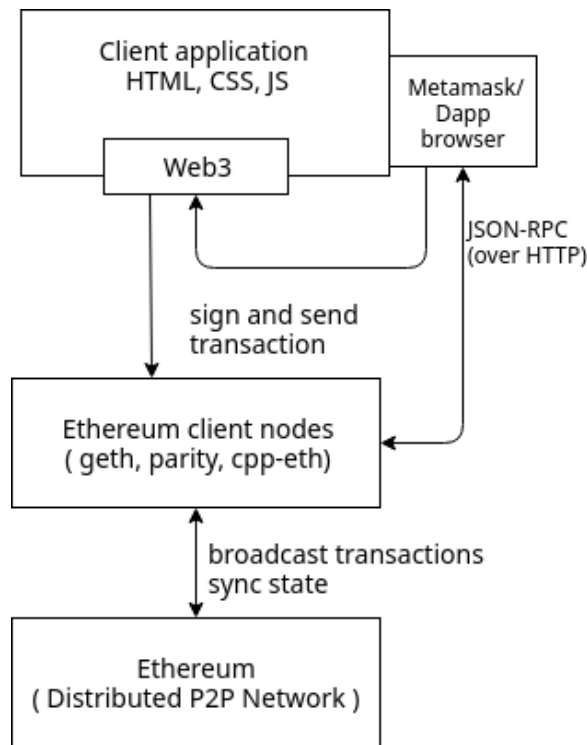 Client application
HTML, CSS, JS
Metamask/
Dapp
browser
Web3
JSON-RPC
(over HTTP)
sign and send
transaction
Ethereum client nodes
( geth, parity, cpp-eth)
broadcast transactions
sync state
Ethereum
( Distributed P2P Network )